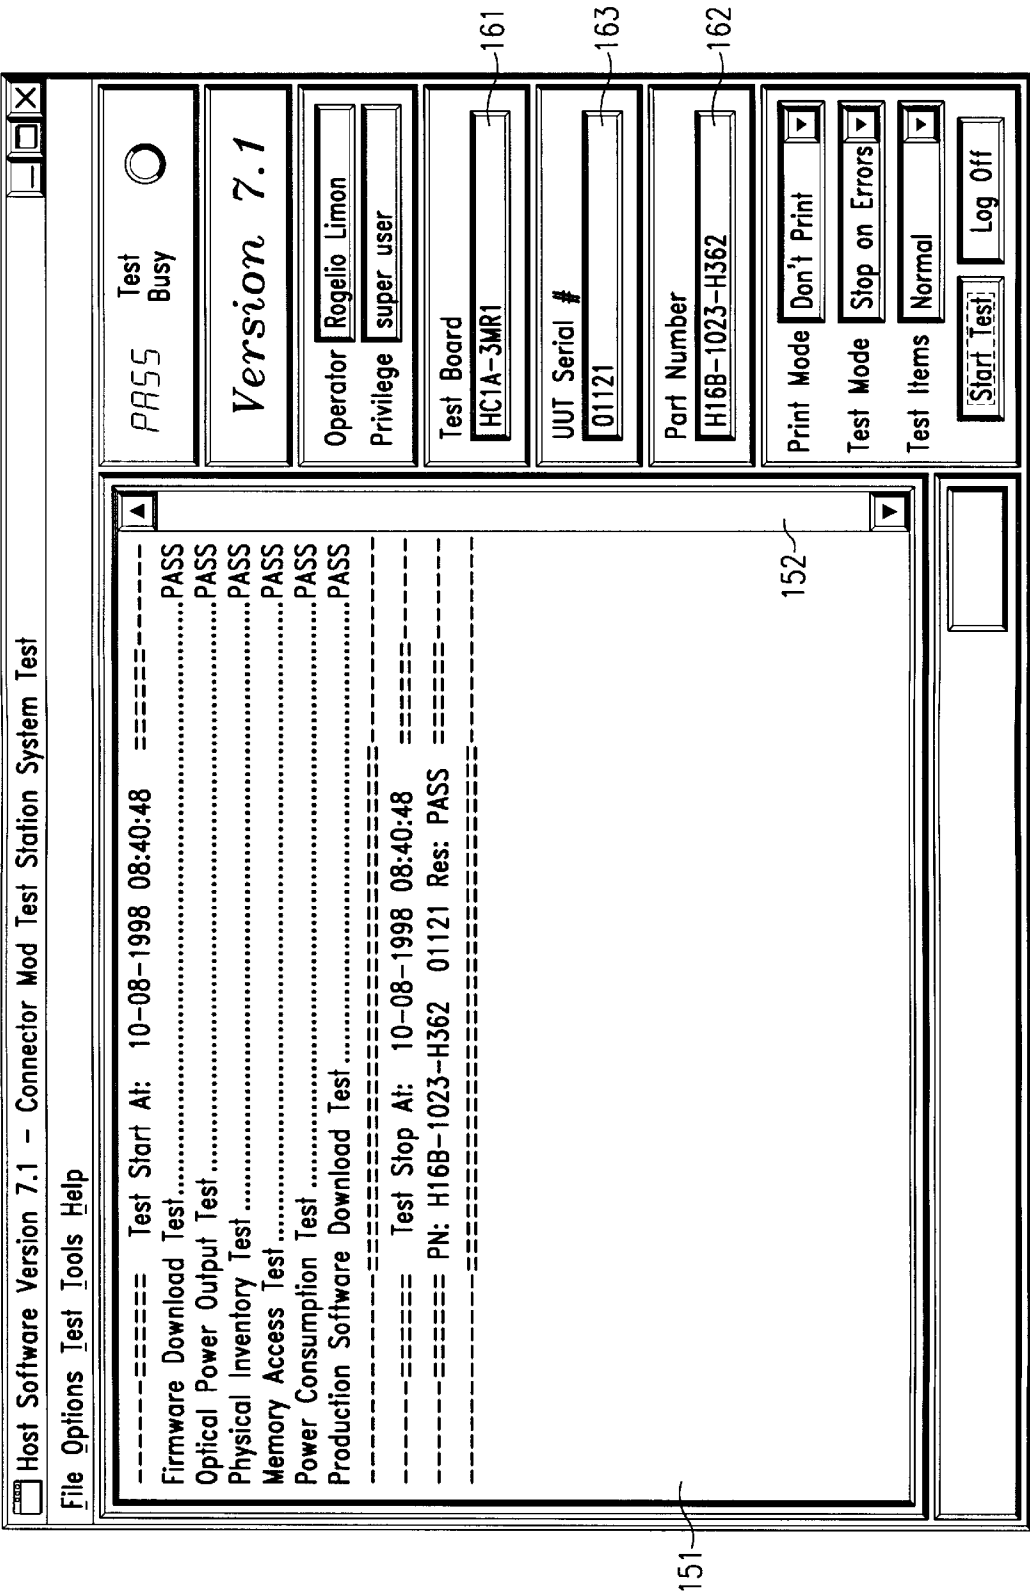 Host Software Version 7.1 – Connector Mod Test Station System Test
File Options Test Tools Help
------===== Test Start At: 10-08-1998 08:40:48 =====------
Firmware Download Test..........PASS
Optical Power Output Test..........PASS
Physical Inventory Test..........PASS
Memory Access Test..........PASS
Power Consumption Test..........PASS
Production Software Download Test..........PASS
------===== Test Stop At: 10-08-1998 08:40:48 =====------
------===== PN: H16B-1023-H362 01121 Res: PASS =====------
151
152
PASS
Test Busy
Version 7.1
Operator Rogelio Limon
Privilege super user
Test Board
HC1A-3MR1
161
UUT Serial #
01121
163
Part Number
H16B-1023-H362
162
Print Mode Don't Print
Test Mode Stop on Errors
Test Items Normal
Start Test Log Off